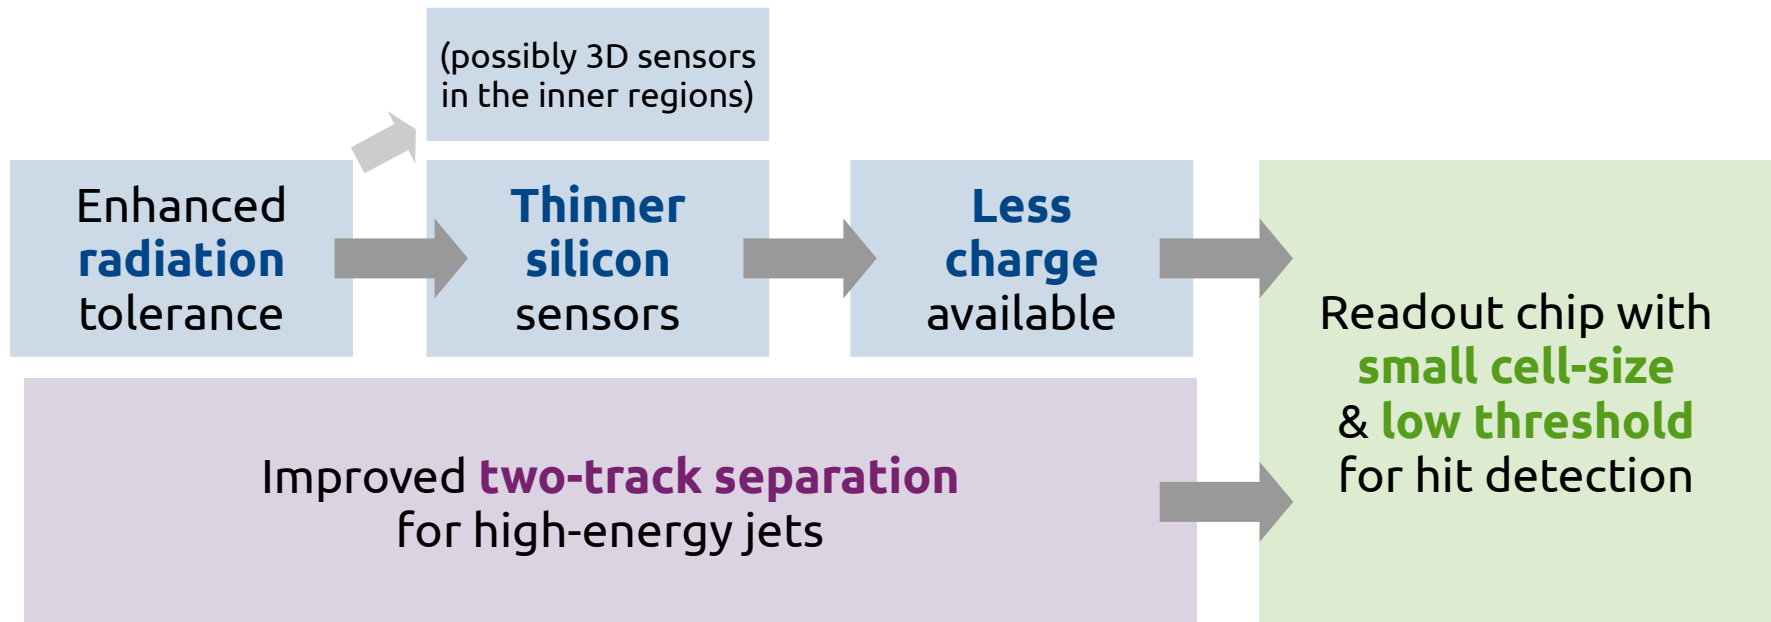 (possibly 3D sensors
in the inner regions)
Enhanced
radiation
tolerance
Thinner
silicon
sensors
Less
charge
available
Readout chip with
small cell-size
& low threshold
for hit detection
Improved two-track separation
for high-energy jets